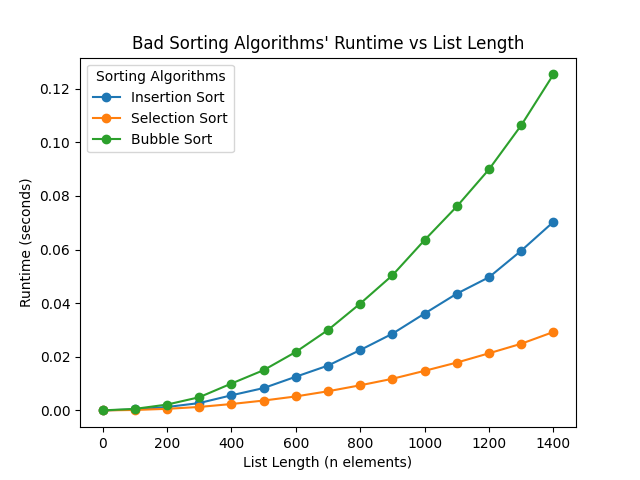 Bad Sorting Algorithms' Runtime vs List Length
Sorting Algorithms
Insertion Sort
Selection Sort
Bubble Sort
Runtime (seconds)
0.12
0.10
0.08
0.06
0.04
0.02
0.00
0 200 400 600 800 1000 1200 1400
List Length (n elements)